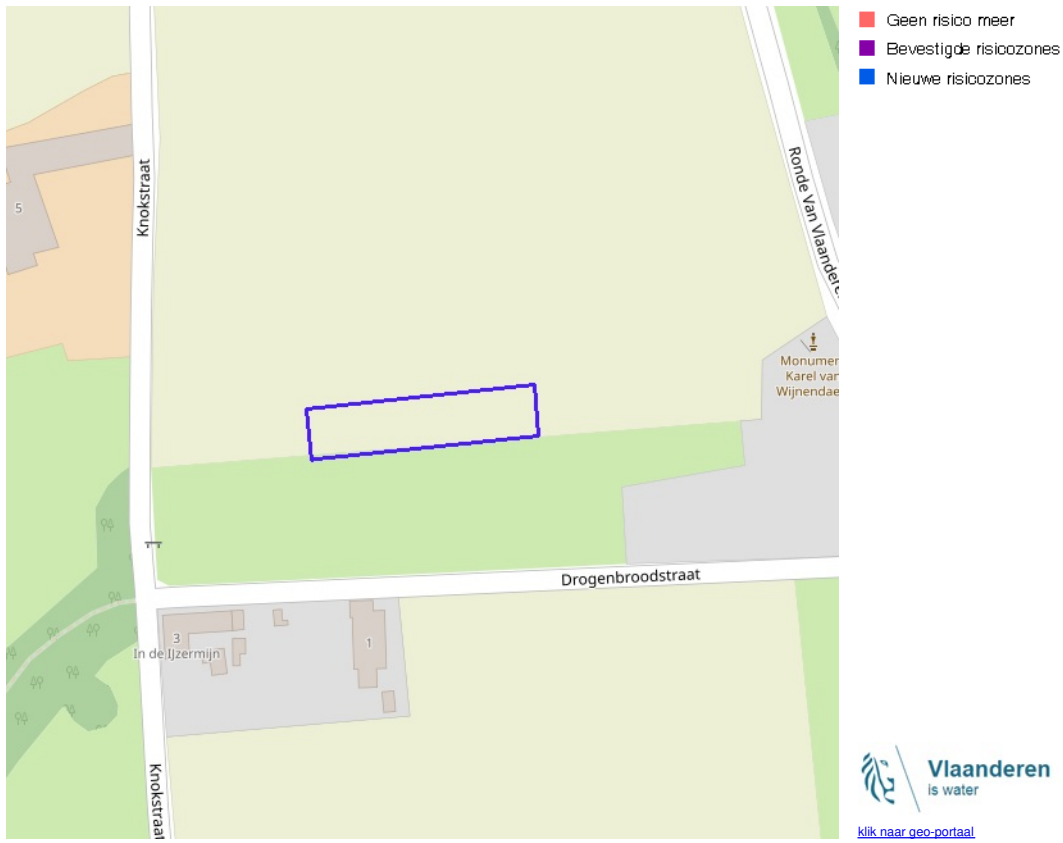 Geen risico meer
Bevestigde risicozones
Nieuwe risicozones
Knokstraat
5
Ronde Van Vlaandere
Monumen
Karel van
Wijnendae
Drogenbroodstraat
3
In de IJzermijn
1
Knokstraat
Vlaanderen
is water
klik naar geo-portaal